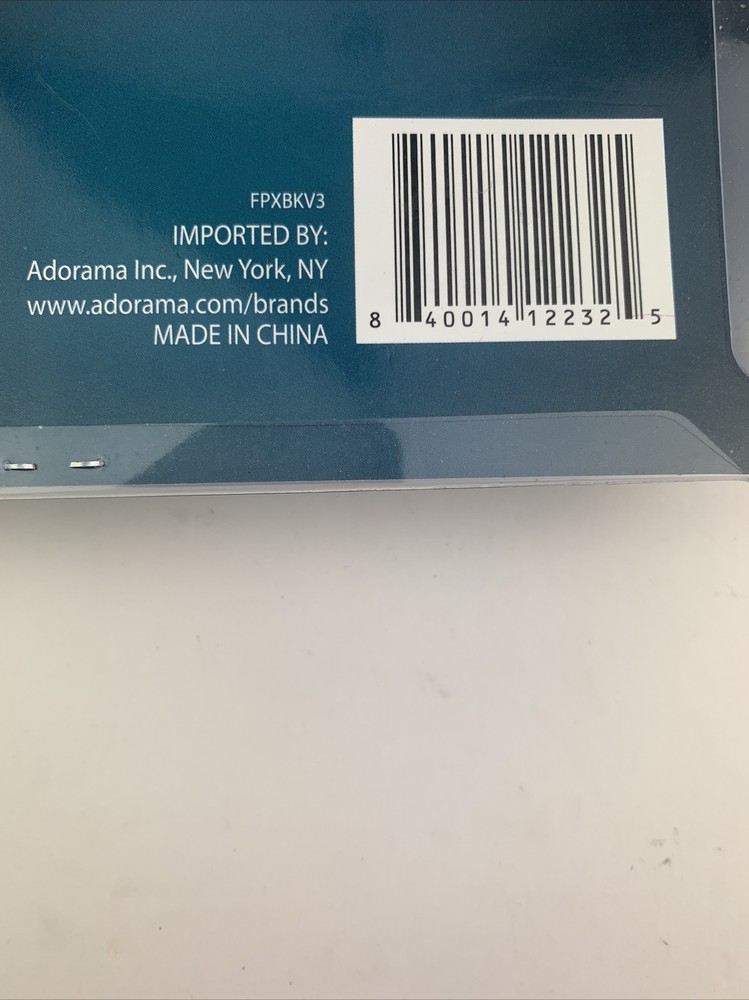 FPXBKV3
IMPORTED BY:
Adorama Inc., New York, NY
www.adorama.com/brands
MADE IN CHINA
8 40014 12232 5